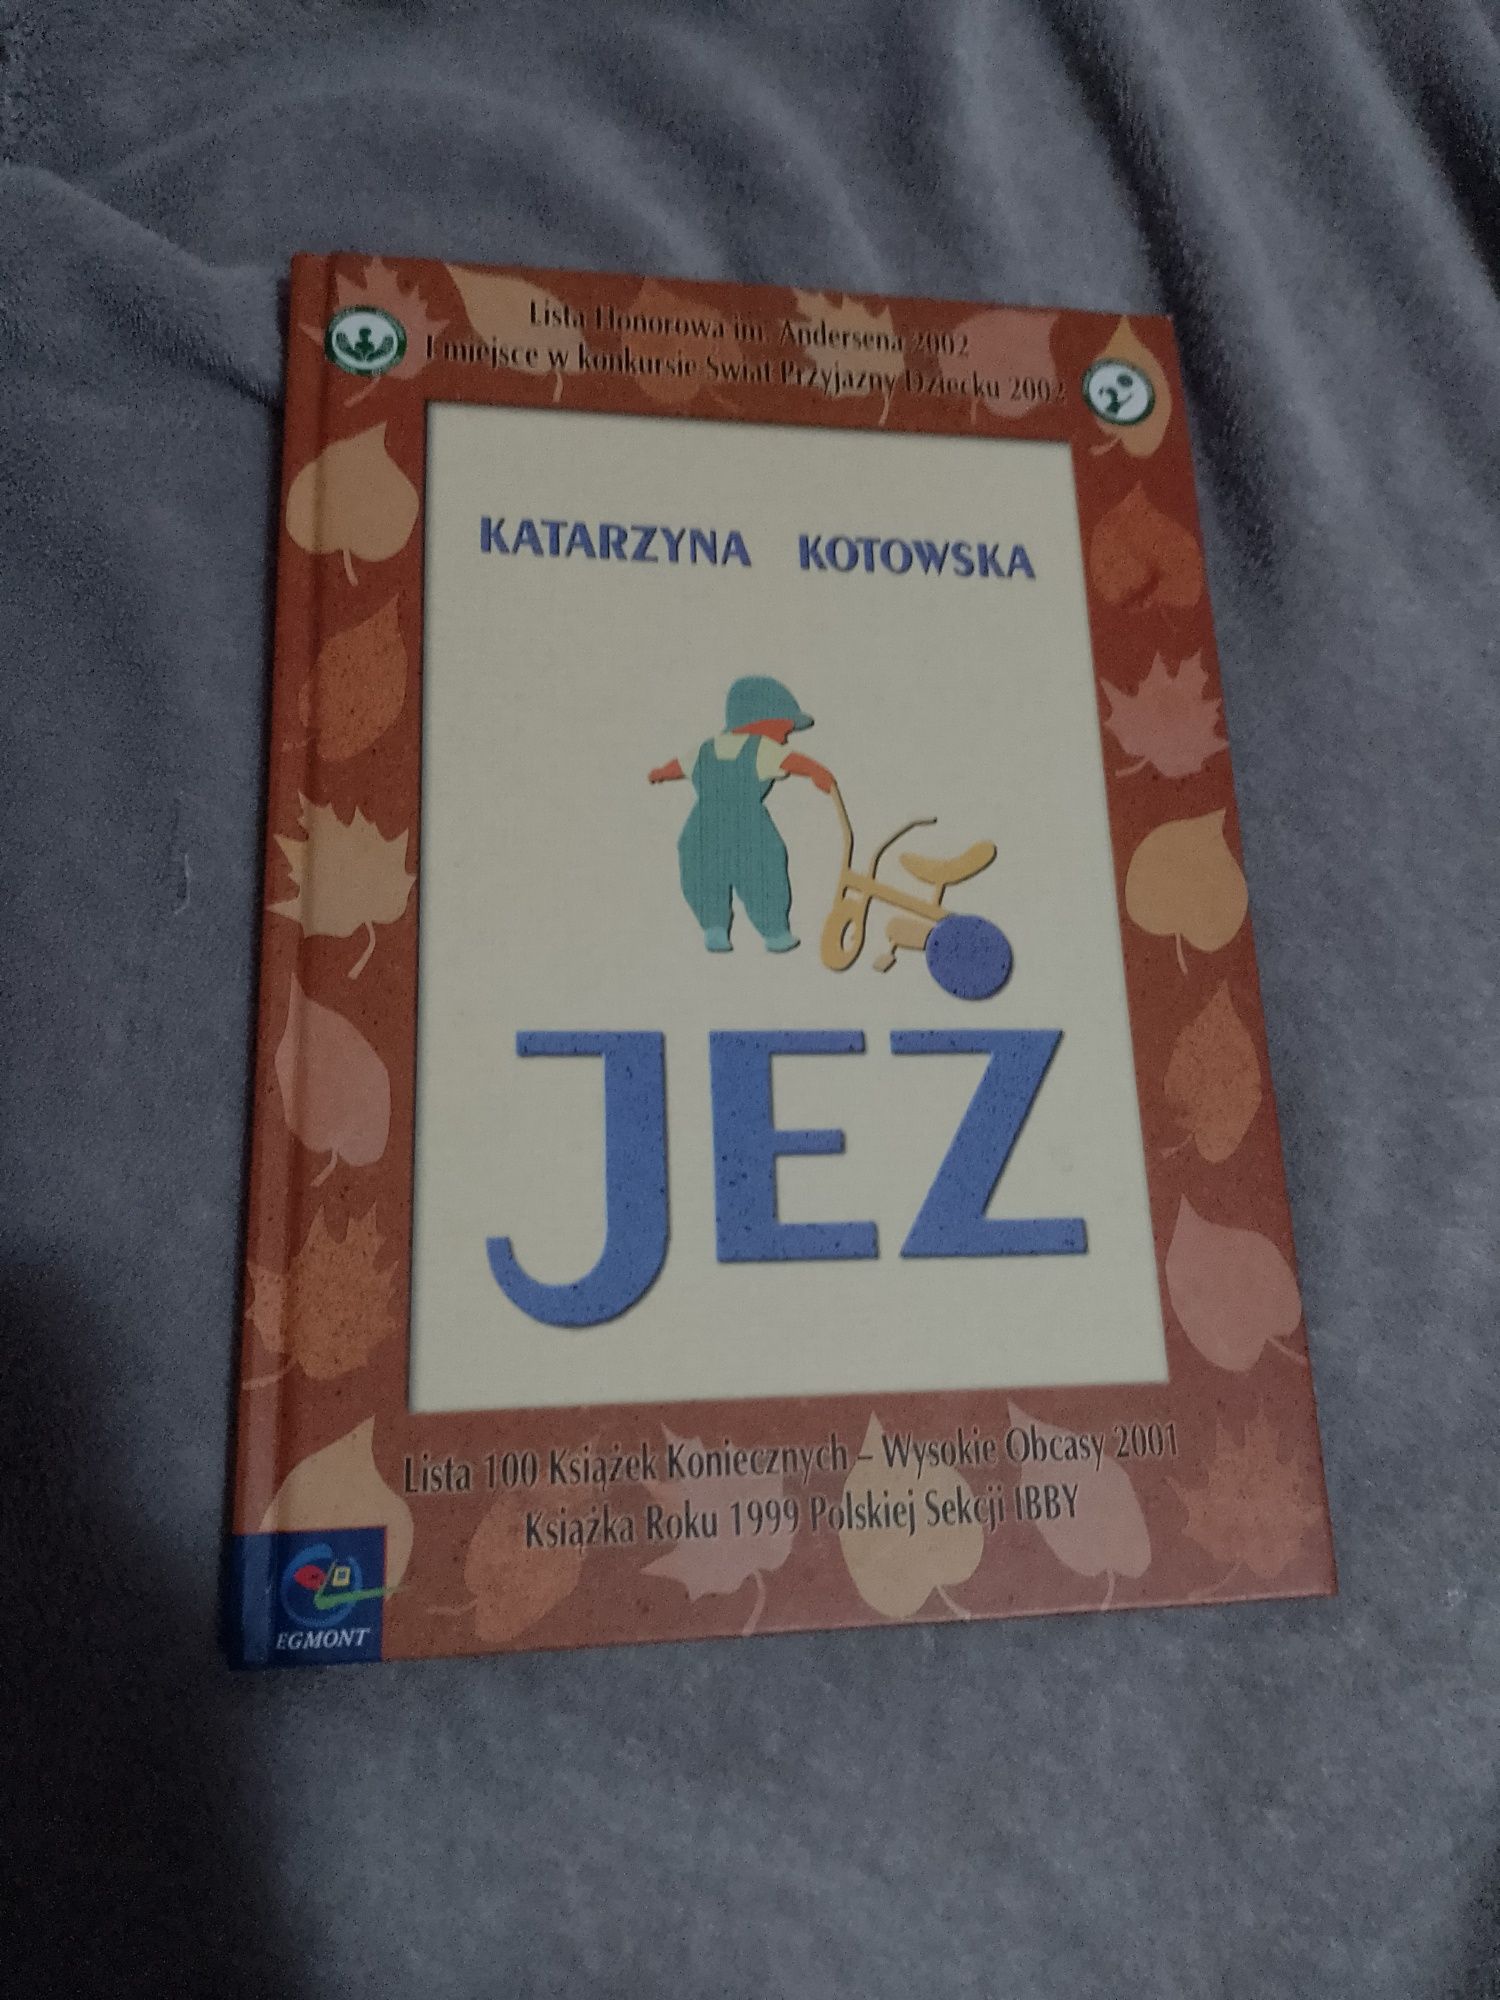 Lista Honorowa im. Andersena 2002
I miejsce w konkursie Świat Przyjazny Dziecku 2002
KATARZYNA KOTOWSKA
JEŻ
Lista 100 Książek Koniecznych – Wysokie Obcasy 2001
Książka Roku 1999 Polskiej Sekcji IBBY
EGMONT